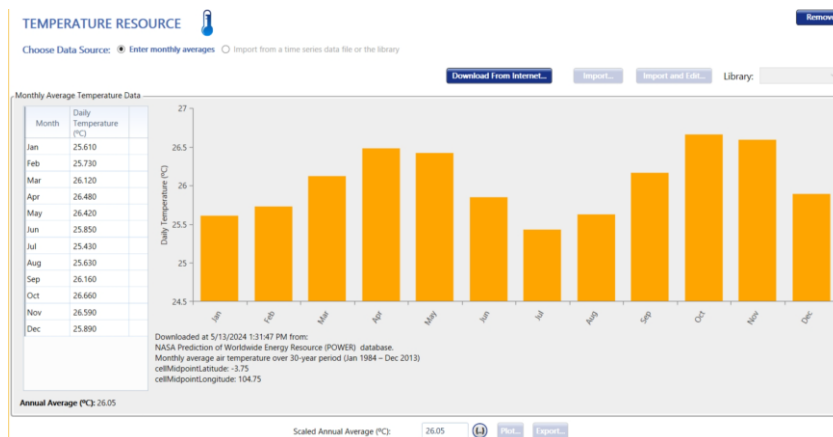 TEMPERATURE RESOURCE
Remove
Choose Data Source: Enter monthly averages Import from a time series data file or the library
Download From Internet... Import... Import and Edit... Library:
Monthly Average Temperature Data
Month Daily Temperature (ºC)
Jan 25.610
Feb 25.730
Mar 26.120
Apr 26.480
May 26.420
Jun 25.850
Jul 25.430
Aug 25.630
Sep 26.160
Oct 26.660
Nov 26.590
Dec 25.890
Daily Temperature (ºC)
27
26.5
26
25.5
25
24.5
Jan Feb Mar Apr May Jun Jul Aug Sep Oct Nov Dec
Downloaded at 5/13/2024 1:31:47 PM from:
NASA Prediction of Worldwide Energy Resource (POWER) database.
Monthly average air temperature over 30-year period (Jan 1984 – Dec 2013)
cellMidpointLatitude: -3.75
cellMidpointLongitude: 104.75
Annual Average (ºC): 26.05
Scaled Annual Average (ºC): 26.05 {..} Plot... Export...